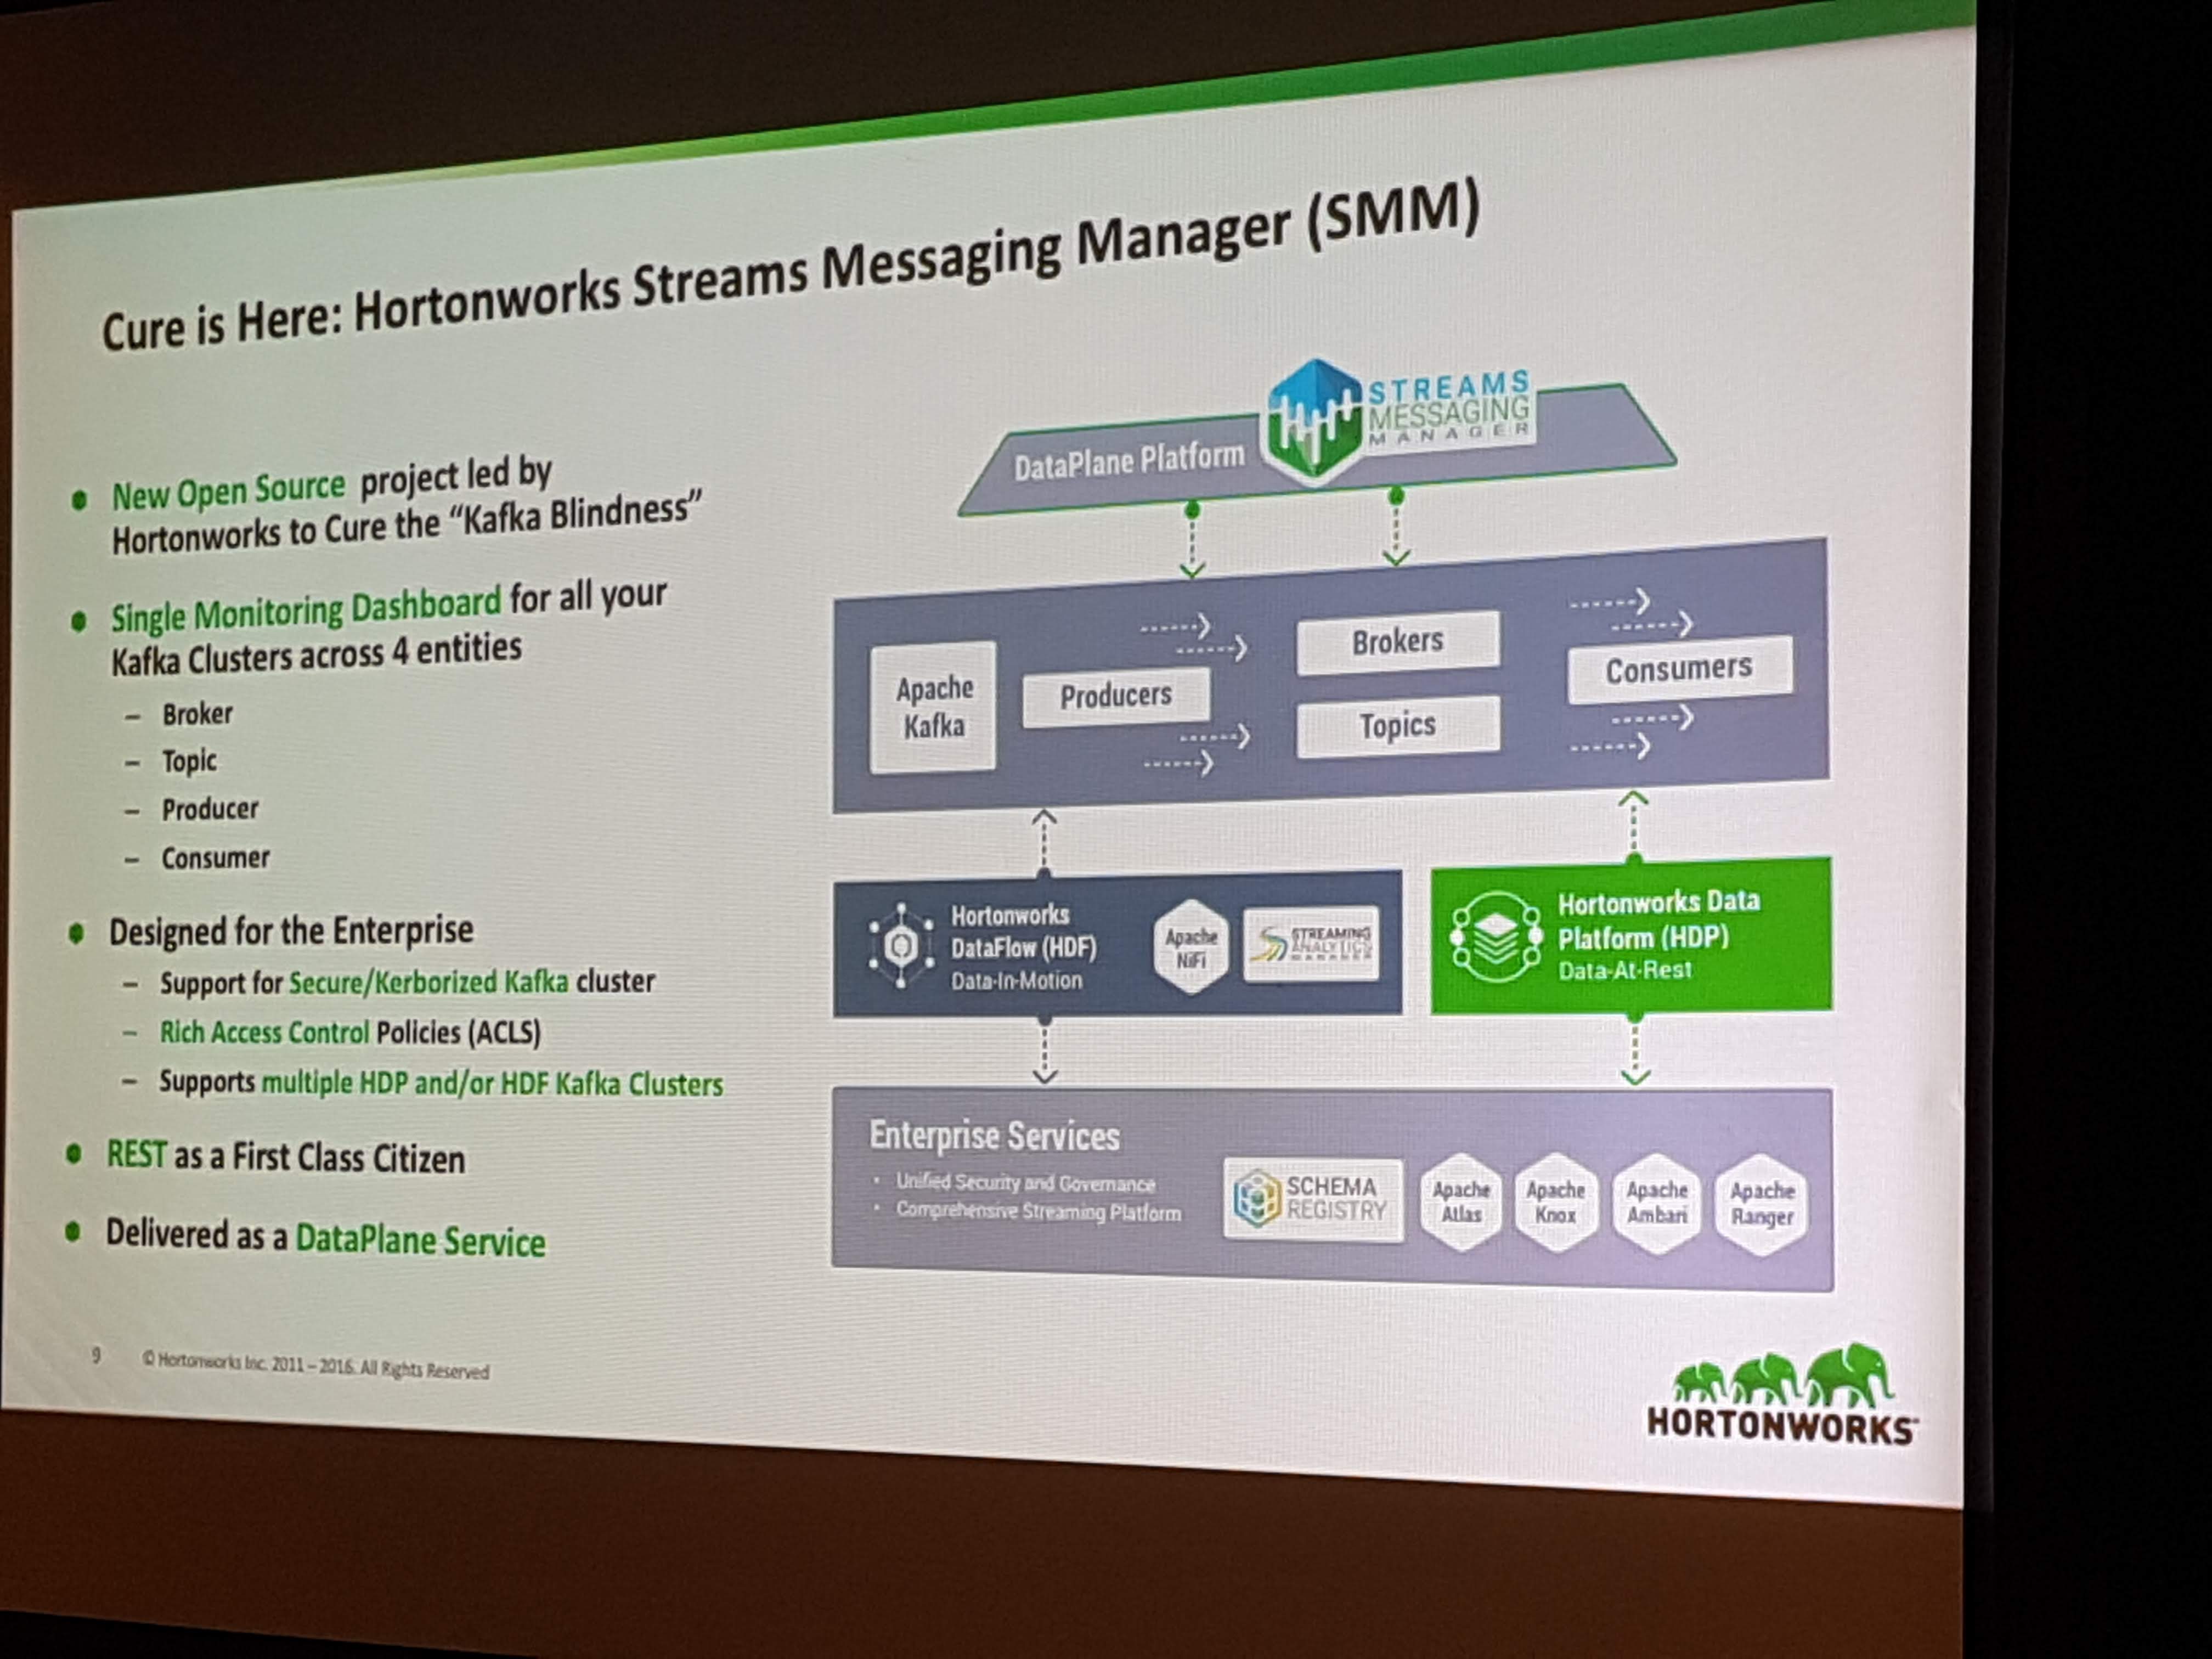 Cure is Here: Hortonworks Streams Messaging Manager (SMM)
● New Open Source project led by
Hortonworks to Cure the “Kafka Blindness”
● Single Monitoring Dashboard for all your
Kafka Clusters across 4 entities
– Broker
– Topic
– Producer
– Consumer
● Designed for the Enterprise
– Support for Secure/Kerborized Kafka cluster
– Rich Access Control Policies (ACLS)
– Supports multiple HDP and/or HDF Kafka Clusters
● REST as a First Class Citizen
● Delivered as a DataPlane Service
DataPlane Platform
STREAMS
MESSAGING
MANAGER
Apache
Kafka
Producers
Brokers
Topics
Consumers
Hortonworks
DataFlow (HDF)
Data-In-Motion
Apache
NiFi
STREAMING
ANALYTICS
MANAGER
Hortonworks Data
Platform (HDP)
Data-At-Rest
Enterprise Services
• Unified Security and Governance
• Comprehensive Streaming Platform
SCHEMA
REGISTRY
Apache
Atlas
Apache
Knox
Apache
Ambari
Apache
Ranger
9
© Hortonworks Inc. 2011 – 2016. All Rights Reserved
HORTONWORKS